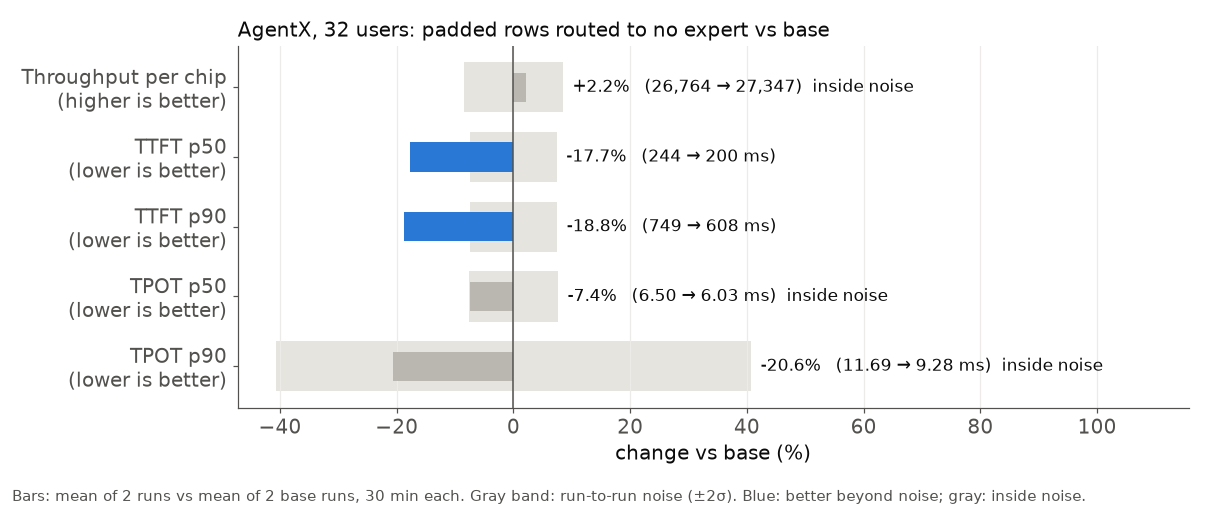 AgentX, 32 users: padded rows routed to no expert vs base
Throughput per chip
(higher is better)
+2.2%   (26,764 → 27,347)  inside noise
TTFT p50
(lower is better)
-17.7%   (244 → 200 ms)
TTFT p90
(lower is better)
-18.8%   (749 → 608 ms)
TPOT p50
(lower is better)
-7.4%   (6.50 → 6.03 ms)  inside noise
TPOT p90
(lower is better)
-20.6%   (11.69 → 9.28 ms)  inside noise
−40 −20 0 20 40 60 80 100
change vs base (%)
Bars: mean of 2 runs vs mean of 2 base runs, 30 min each. Gray band: run-to-run noise (±2σ). Blue: better beyond noise; gray: inside noise.